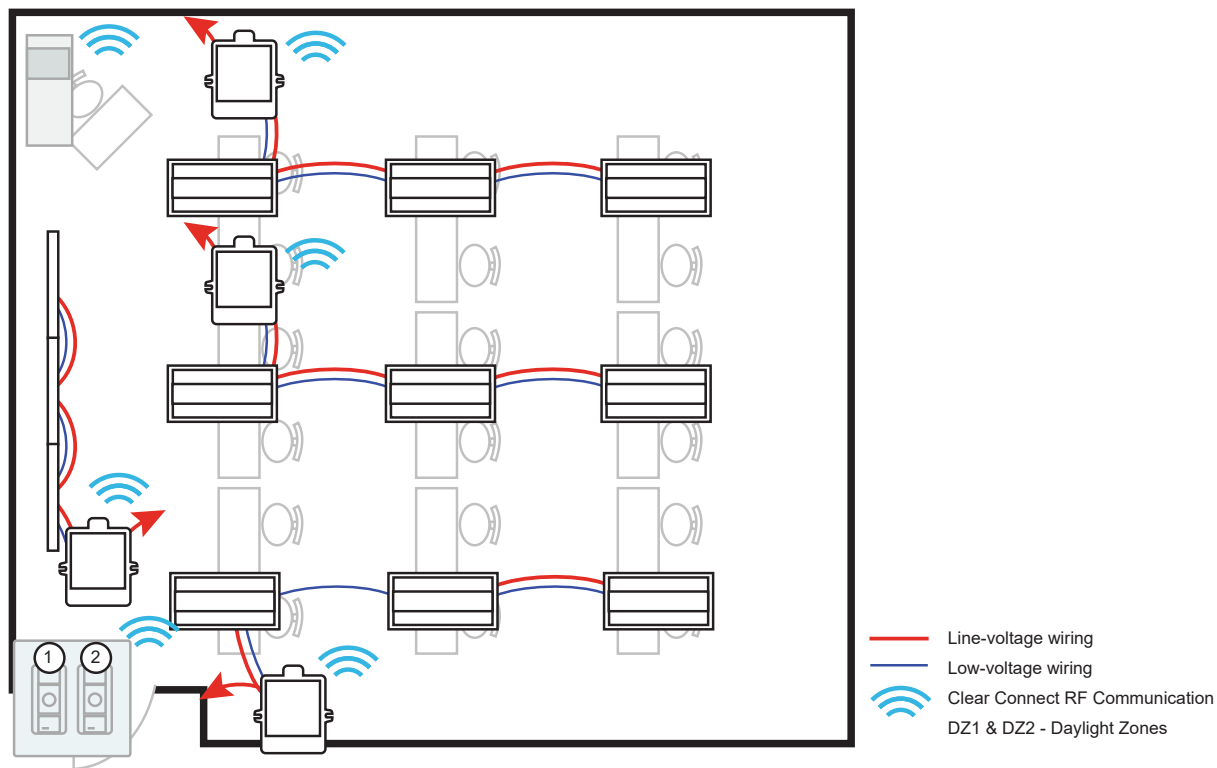 1 2
Line-voltage wiring
Low-voltage wiring
Clear Connect RF Communication
DZ1 & DZ2 - Daylight Zones